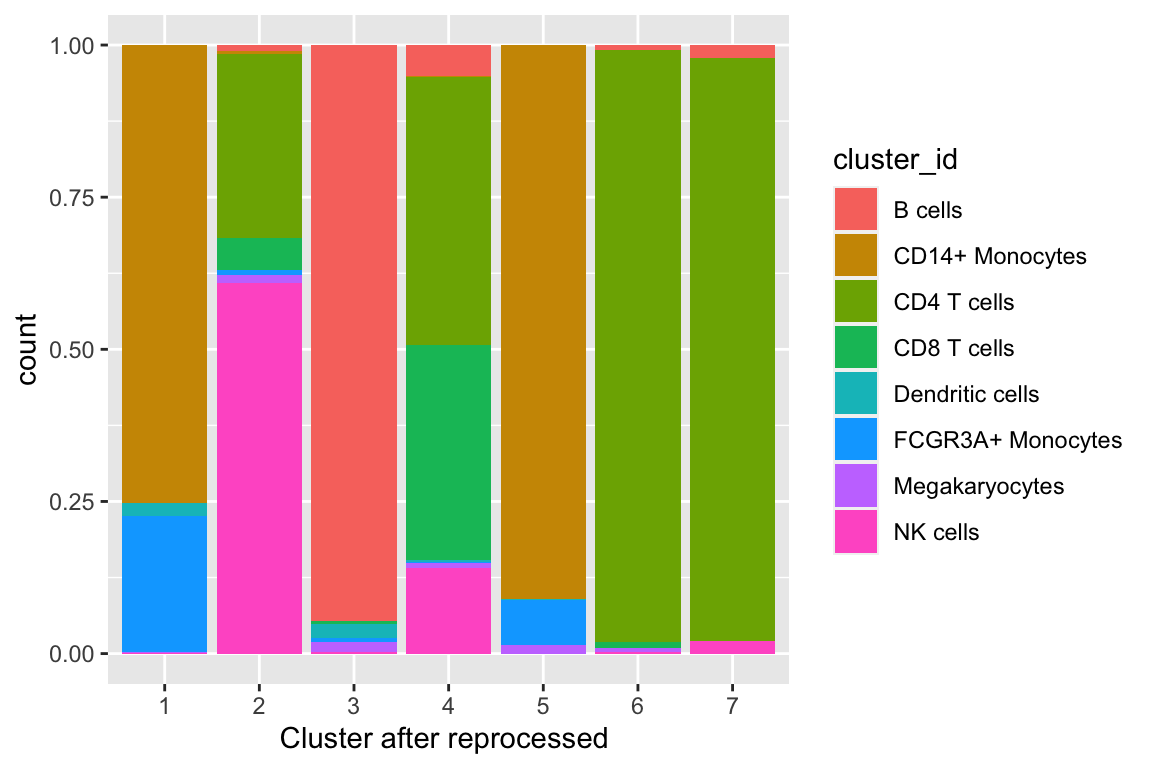 1.00
0.75
0.50
0.25
0.00
count
1 2 3 4 5 6 7
Cluster after reprocessed
cluster_id
B cells
CD14+ Monocytes
CD4 T cells
CD8 T cells
Dendritic cells
FCGR3A+ Monocytes
Megakaryocytes
NK cells